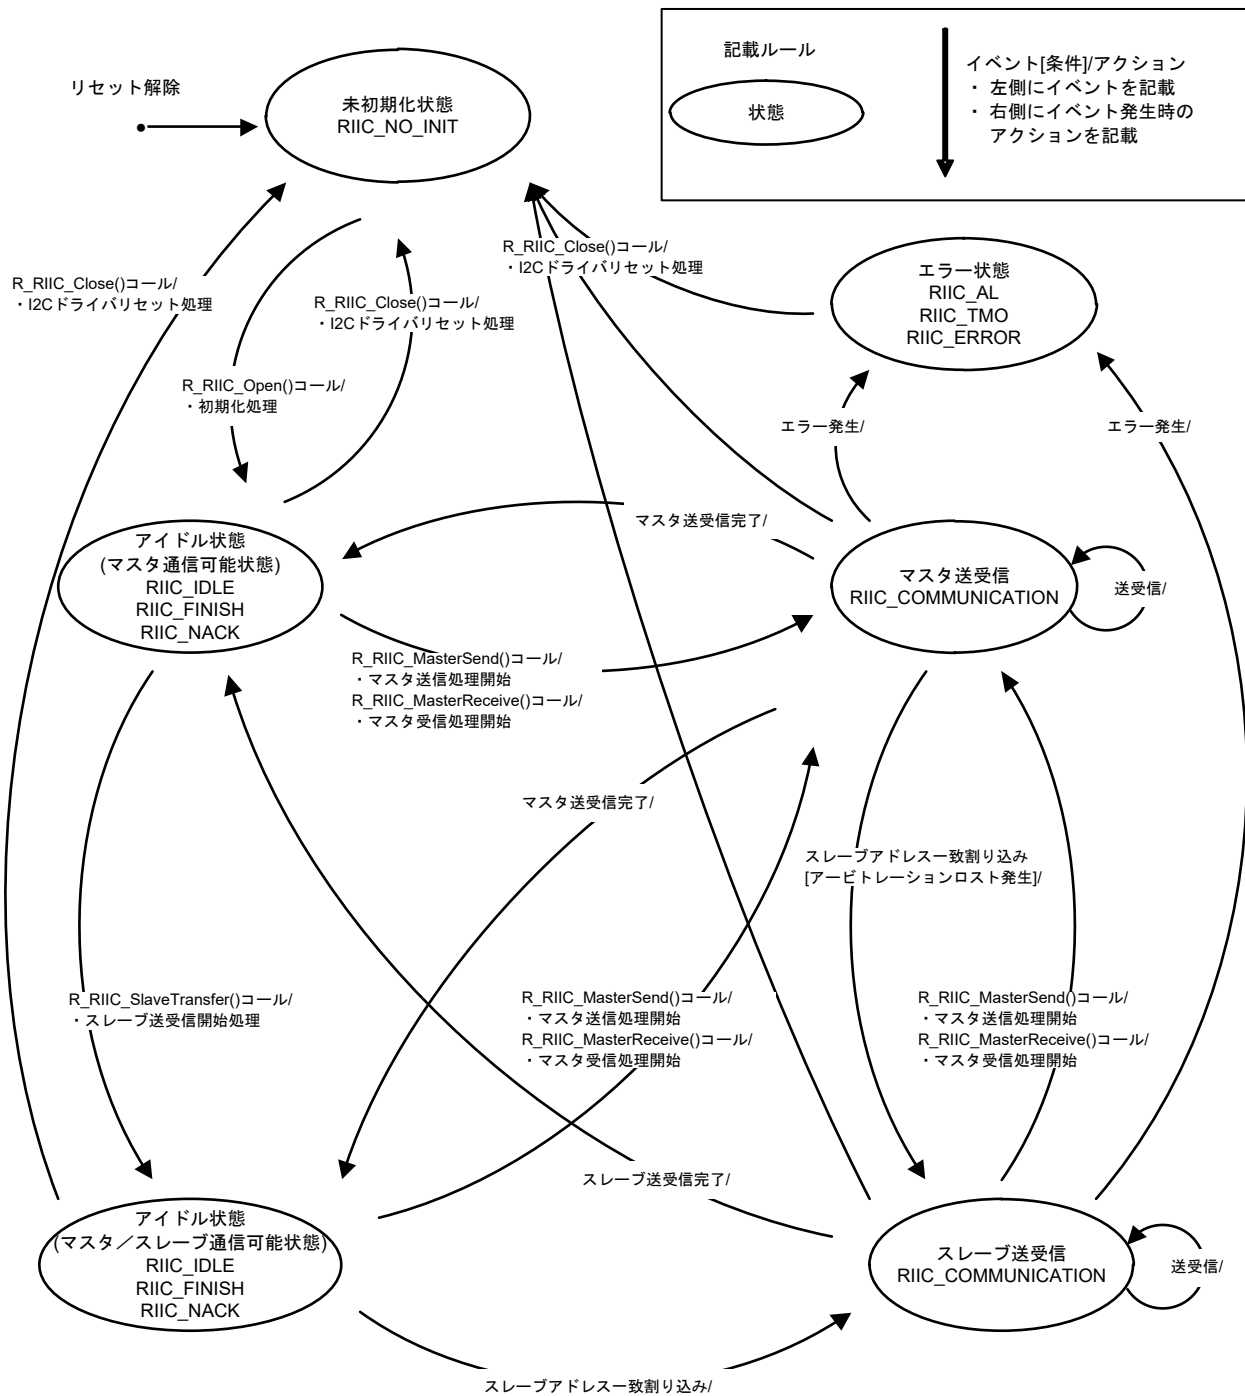 記載ルール
状態
イベント[条件]/アクション
・ 左側にイベントを記載
・ 右側にイベント発生時の
アクションを記載
リセット解除
未初期化状態
RIIC_NO_INIT
R_RIIC_Close()コール/
・I2Cドライバリセット処理
R_RIIC_Close()コール/
・I2Cドライバリセット処理
R_RIIC_Close()コール/
・I2Cドライバリセット処理
エラー状態
RIIC_AL
RIIC_TMO
RIIC_ERROR
R_RIIC_Open()コール/
・初期化処理
エラー発生/
エラー発生/
マスタ送受信完了/
アイドル状態
(マスタ通信可能状態)
RIIC_IDLE
RIIC_FINISH
RIIC_NACK
マスタ送受信
RIIC_COMMUNICATION
送受信/
R_RIIC_MasterSend()コール/
・マスタ送信処理開始
R_RIIC_MasterReceive()コール/
・マスタ受信処理開始
マスタ送受信完了/
スレーブアドレス一致割り込み
[アービトレーションロスト発生]/
R_RIIC_SlaveTransfer()コール/
・スレーブ送受信開始処理
R_RIIC_MasterSend()コール/
・マスタ送信処理開始
R_RIIC_MasterReceive()コール/
・マスタ受信処理開始
R_RIIC_MasterSend()コール/
・マスタ送信処理開始
R_RIIC_MasterReceive()コール/
・マスタ受信処理開始
スレーブ送受信完了/
アイドル状態
(マスタ／スレーブ通信可能状態)
RIIC_IDLE
RIIC_FINISH
RIIC_NACK
スレーブ送受信
RIIC_COMMUNICATION
送受信/
スレーブアドレス一致割り込み/